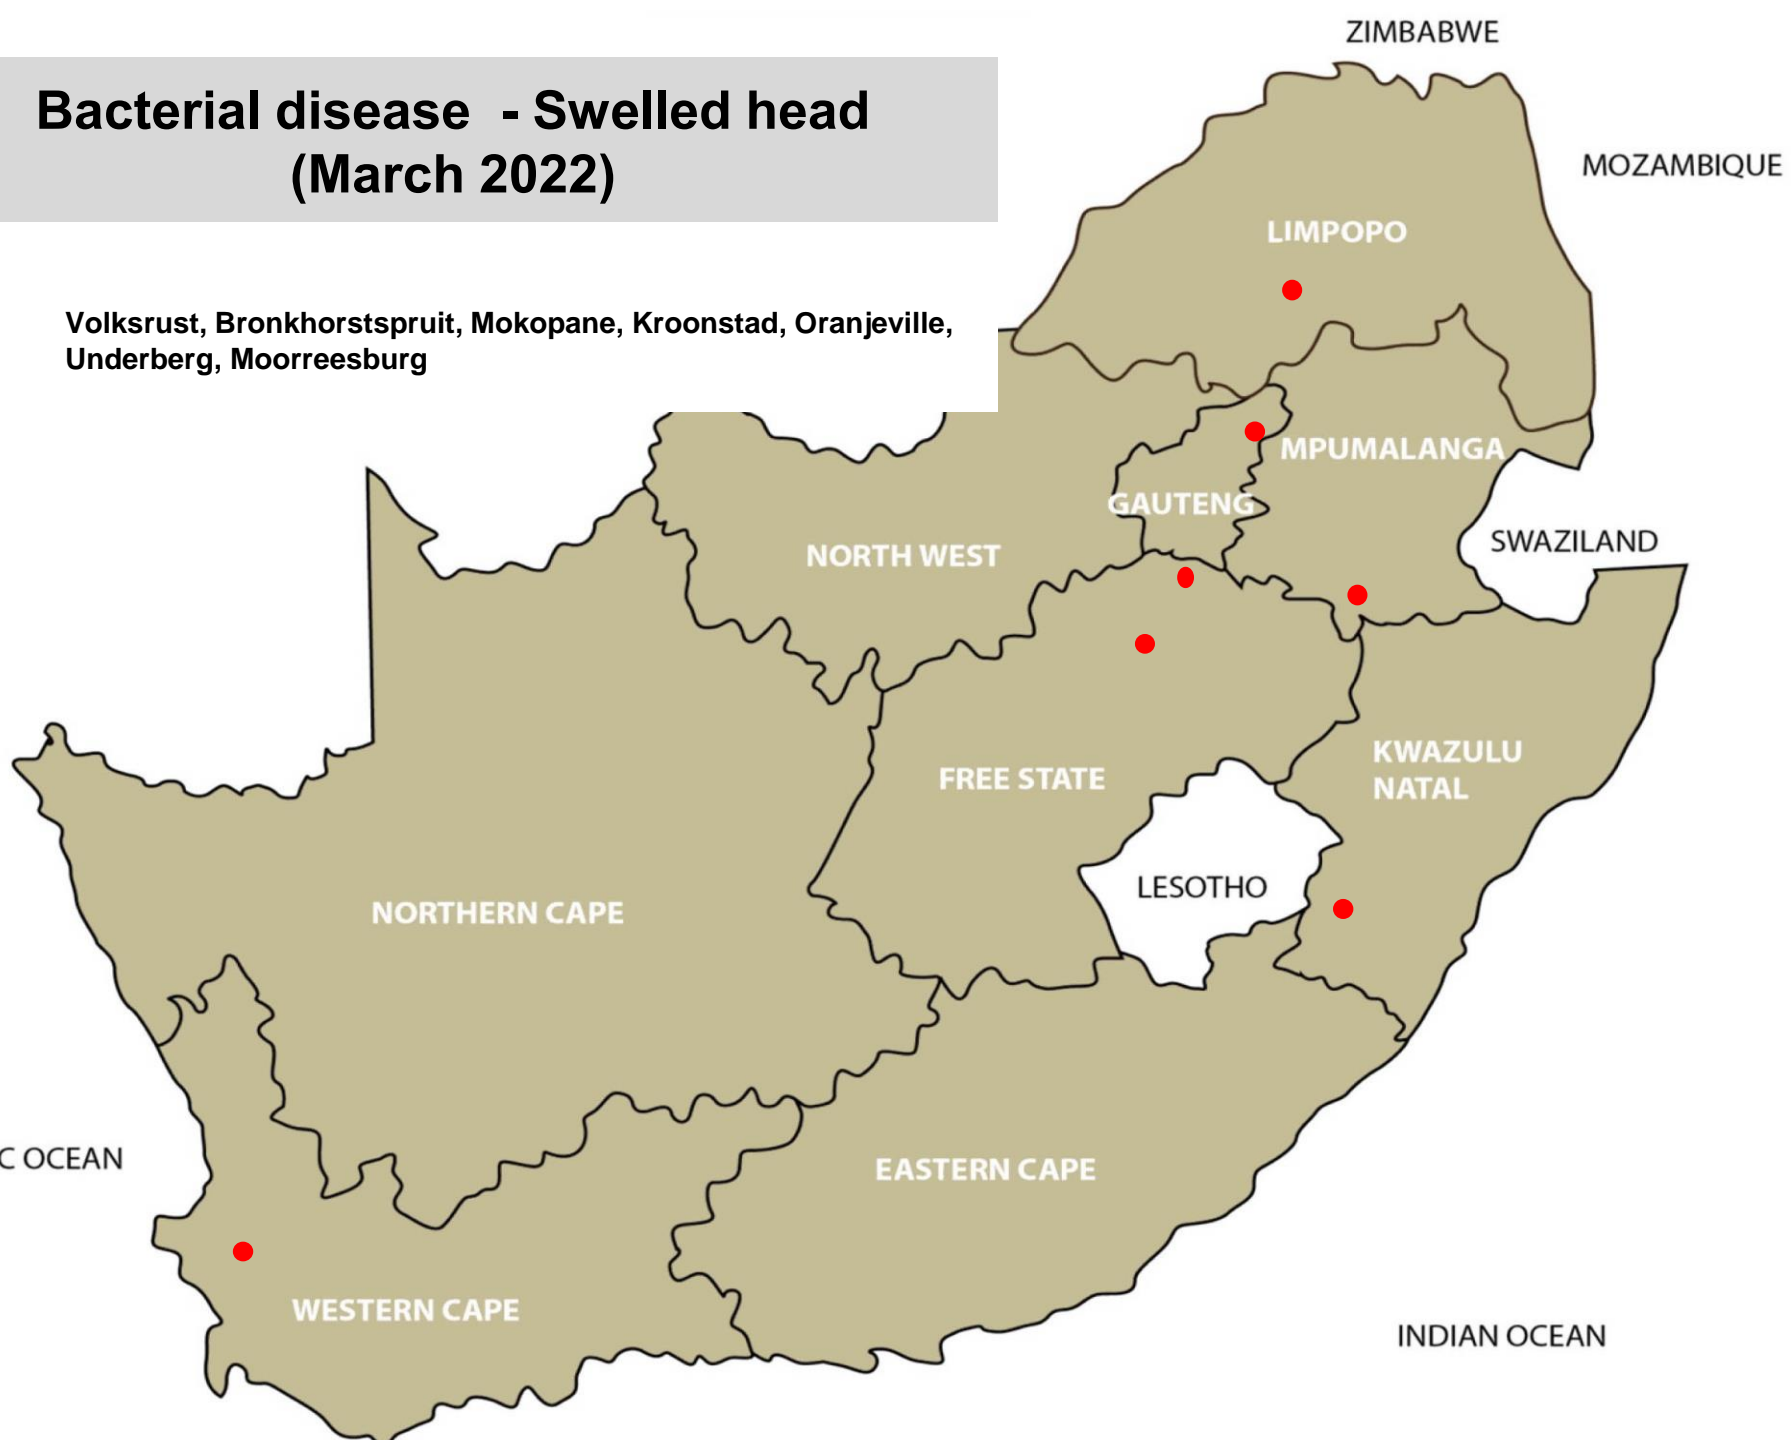 ZIMBABWE
Bacterial disease - Swelled head
(March 2022)
MOZAMBIQUE
LIMPOPO
Volksrust, Bronkhorstspruit, Mokopane, Kroonstad, Oranjeville,
Underberg, Moorreesburg
MPUMALANGA
GAUTENG
SWAZILAND
NORTH WEST
KWAZULU
NATAL
FREE STATE
LESOTHO
NORTHERN CAPE
C OCEAN
EASTERN CAPE
WESTERN CAPE
INDIAN OCEAN